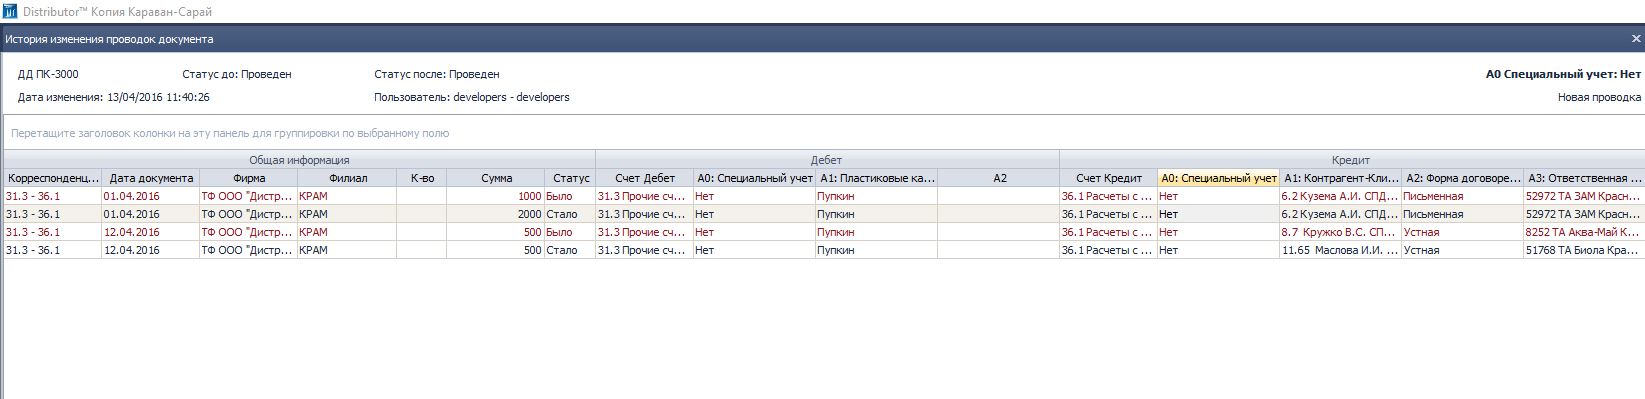 Distributor™ Копия Караван-Сарай
История изменения проводок документа
ДД ПК-3000 Статус до: Проведен Статус после: Проведен А0 Специальный учет: Нет
Дата изменения: 13/04/2016 11:40:26 Пользователь: developers - developers Новая проводка
Перетащите заголовок колонки на эту панель для группировки по выбранному полю
Общая информация Дебет Кредит
Корреспонденц... Дата документа Фирма Филиал К-во Сумма Статус Счет Дебет А0: Специальный учет А1: Пластиковые ка... А2 Счет Кредит А0: Специальный учет А1: Контрагент-Кли... А2: Форма договоре... А3: Ответственная ...
31.3 - 36.1 01.04.2016 ТФ ООО "Дистр... КРАМ 1000 Было 31.3 Прочие сч... Нет Пупкин 36.1 Расчеты с ... Нет 6.2 Кузема А.И. СПД... Письменная 52972 ТА ЗАМ Красн...
31.3 - 36.1 01.04.2016 ТФ ООО "Дистр... КРАМ 2000 Стало 31.3 Прочие сч... Нет Пупкин 36.1 Расчеты с ... Нет 6.2 Кузема А.И. СПД... Письменная 52972 ТА ЗАМ Красн...
31.3 - 36.1 12.04.2016 ТФ ООО "Дистр... КРАМ 500 Было 31.3 Прочие сч... Нет Пупкин 36.1 Расчеты с ... Нет 8.7 Кружко В.С. СП... Устная 8252 ТА Аква-Май К...
31.3 - 36.1 12.04.2016 ТФ ООО "Дистр... КРАМ 500 Стало 31.3 Прочие сч... Нет Пупкин 36.1 Расчеты с ... Нет 11.65 Маслова И.И. ... Устная 51768 ТА Биола Кра...